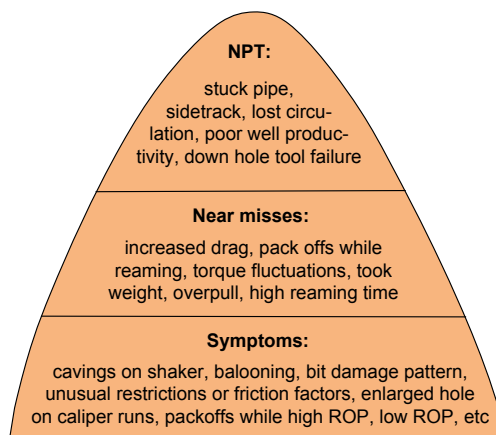 NPT:
stuck pipe,
sidetrack, lost circu-
lation, poor well produc-
tivity, down hole tool failure
Near misses:
increased drag, pack offs while
reaming, torque fluctuations, took
weight, overpull, high reaming time
Symptoms:
cavings on shaker, balooning, bit damage pattern,
unusual restrictions or friction factors, enlarged hole
on caliper runs, packoffs while high ROP, low ROP, etc